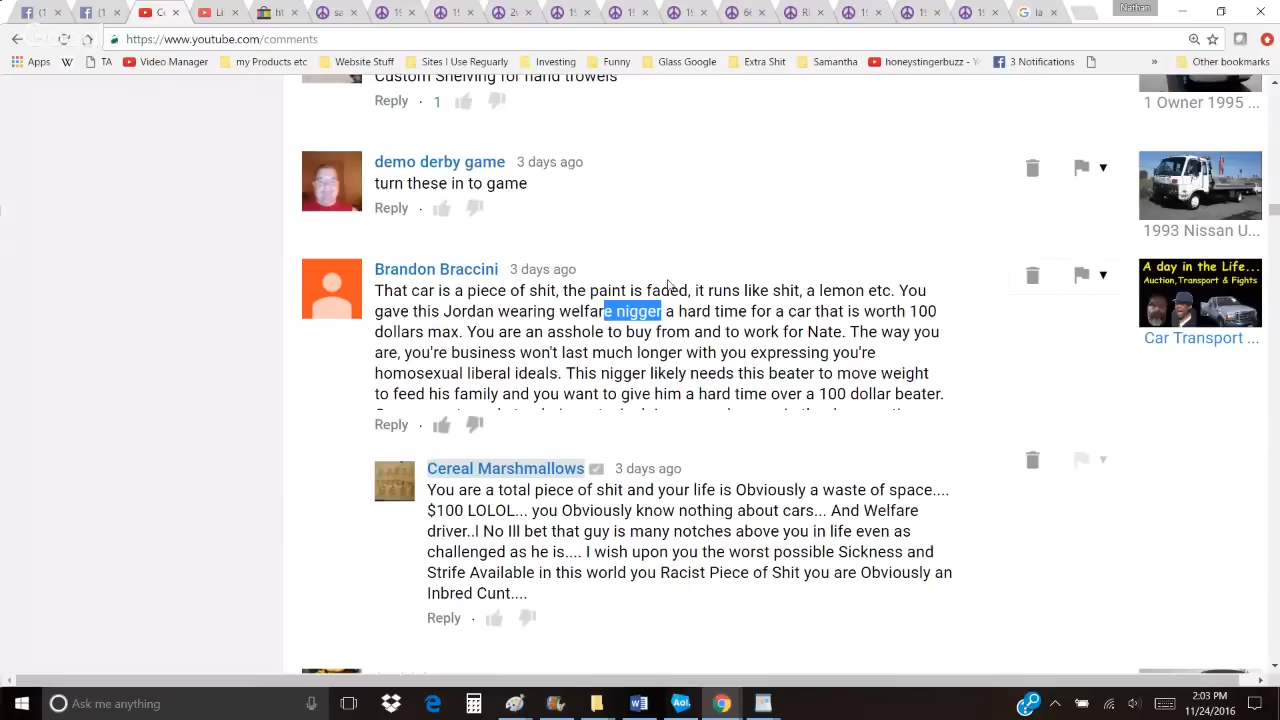 Nathan
https://www.youtube.com/comments
Apps
TA
Video Manager
my Products etc
Website Stuff
Sites I Use Reguarly
Investing
Funny
Glass Google
Extra Shit
Samantha
honeystingerbuzz - Y
3 Notifications
»
Other bookmarks
Custom Shelving for hand trowels
Reply · 1
1 Owner 1995 ...
demo derby game 3 days ago
turn these in to game
Reply ·
1993 Nissan U...
Brandon Braccini 3 days ago
That car is a piece of shit, the paint is faded, it runs like shit, a lemon etc. You
gave this Jordan wearing welfare nigger a hard time for a car that is worth 100
dollars max. You are an asshole to buy from and to work for Nate. The way you
are, you're business won't last much longer with you expressing you're
homosexual liberal ideals. This nigger likely needs this beater to move weight
to feed his family and you want to give him a hard time over a 100 dollar beater.
Reply ·
A day in the Life...
Auction, Transport & Fights
Car Transport ...
Cereal Marshmallows 3 days ago
You are a total piece of shit and your life is Obviously a waste of space....
$100 LOLOL... you Obviously know nothing about cars... And Welfare
driver..I No Ill bet that guy is many notches above you in life even as
challenged as he is.... I wish upon you the worst possible Sickness and
Strife Available in this world you Racist Piece of Shit you are Obviously an
Inbred Cunt....
Reply ·
Ask me anything
2:03 PM
11/24/2016